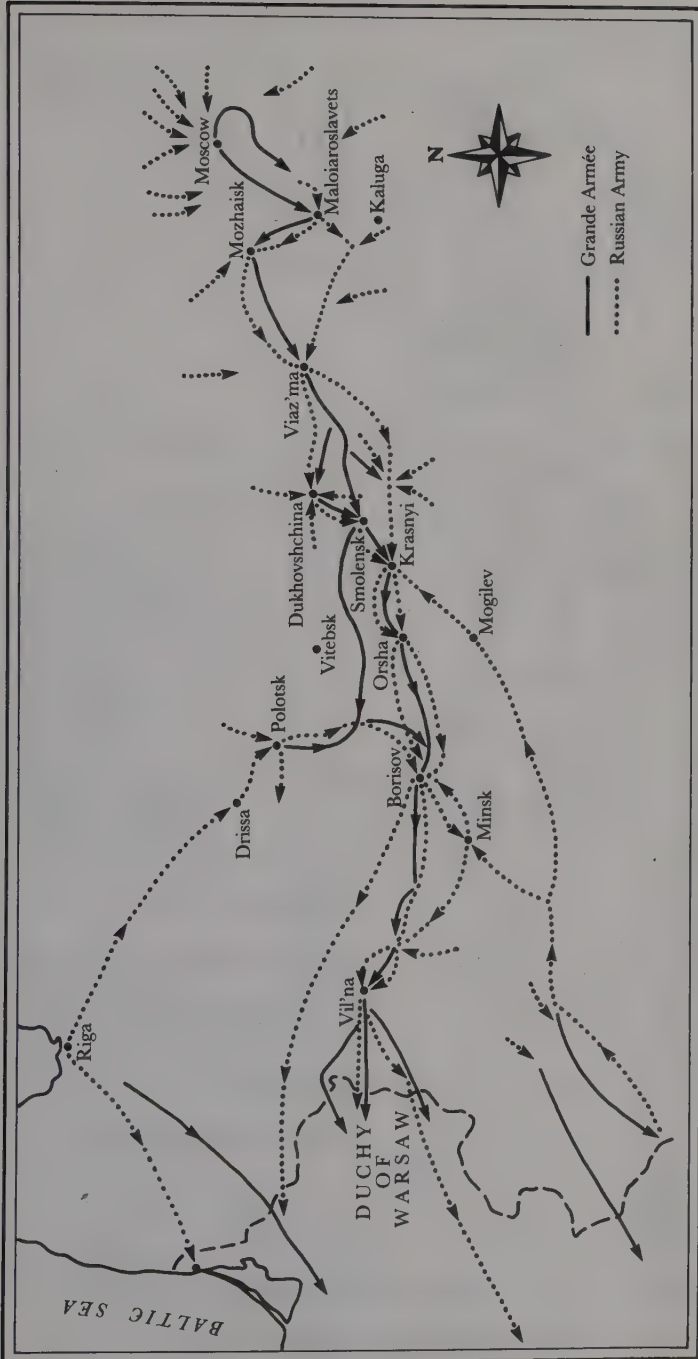 Moscow
Mozhaisk
Maloiaroslavets
Kaluga
N
Grande Armée
Russian Army
Viaz'ma
Dukhovshchina
Smolensk
Krasnyi
Vitebsk
Orsha
Mogilev
Polotsk
Drissa
Borisov
Minsk
Riga
Vil'na
DUCHY
OF
WARSAW
BALTIC SEA